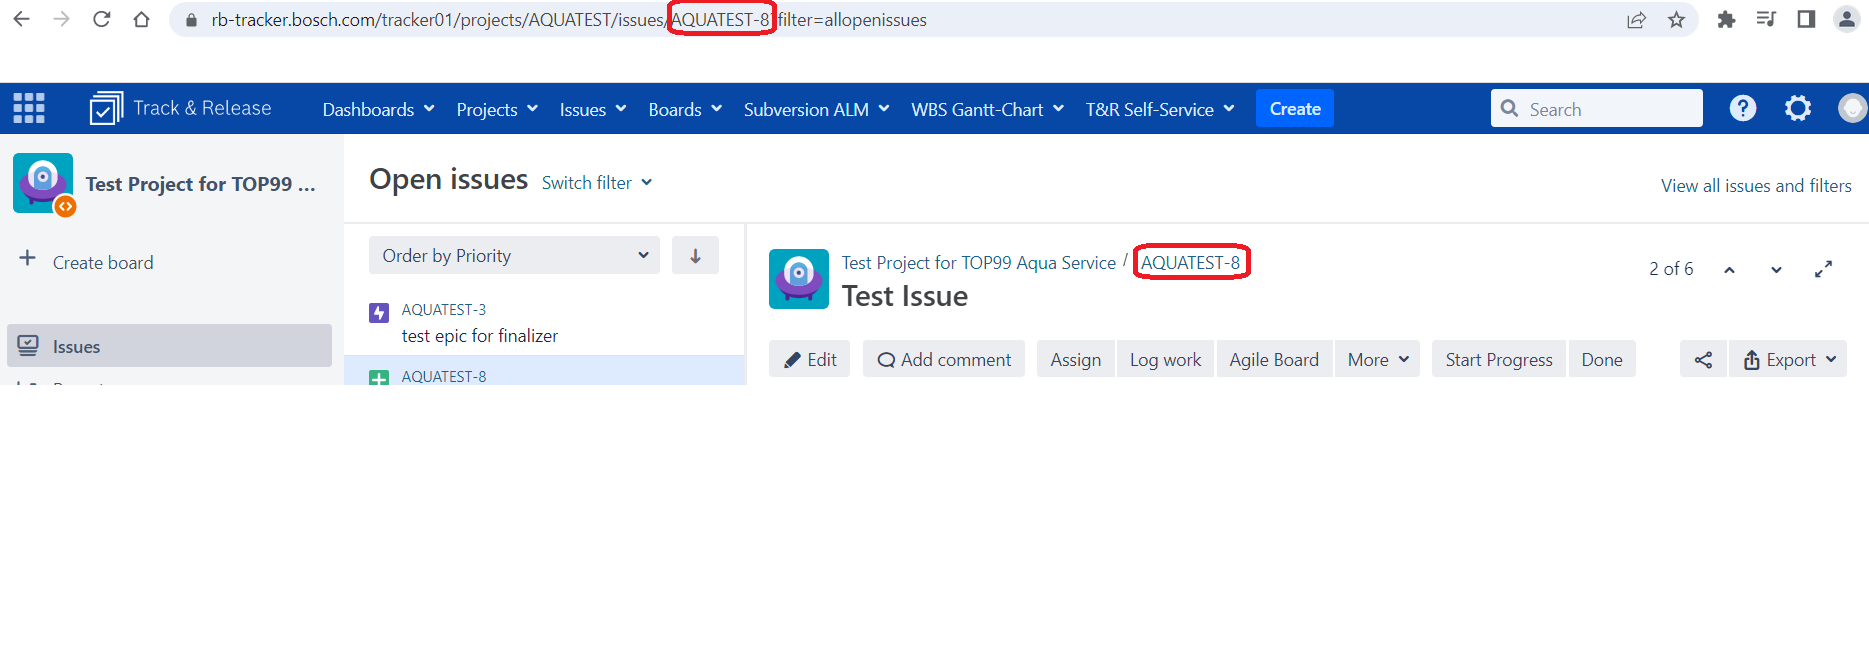 rb-tracker.bosch.com/tracker01/projects/AQUATEST/issues/AQUATEST-8?filter=allopenissues
Track & Release Dashboards Projects Issues Boards Subversion ALM WBS Gantt-Chart T&R Self-Service Create Search
Test Project for TOP99 ...
Open issues Switch filter
View all issues and filters
Create board
Order by Priority
Test Project for TOP99 Aqua Service / AQUATEST-8
2 of 6
Test Issue
AQUATEST-3
test epic for finalizer
Issues
Edit Add comment Assign Log work Agile Board More Start Progress Done Export
AQUATEST-8